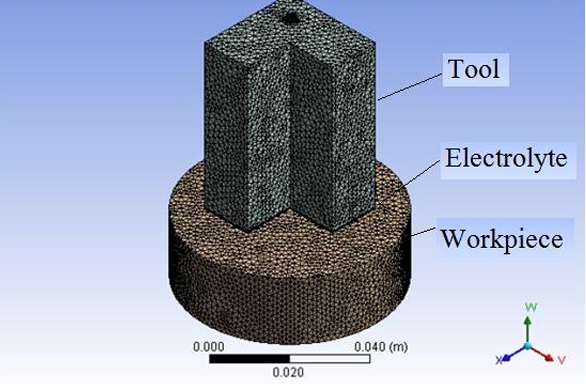 Tool
Electrolyte
Workpiece
0.000
0.040 (m)
0.020
W
X
V